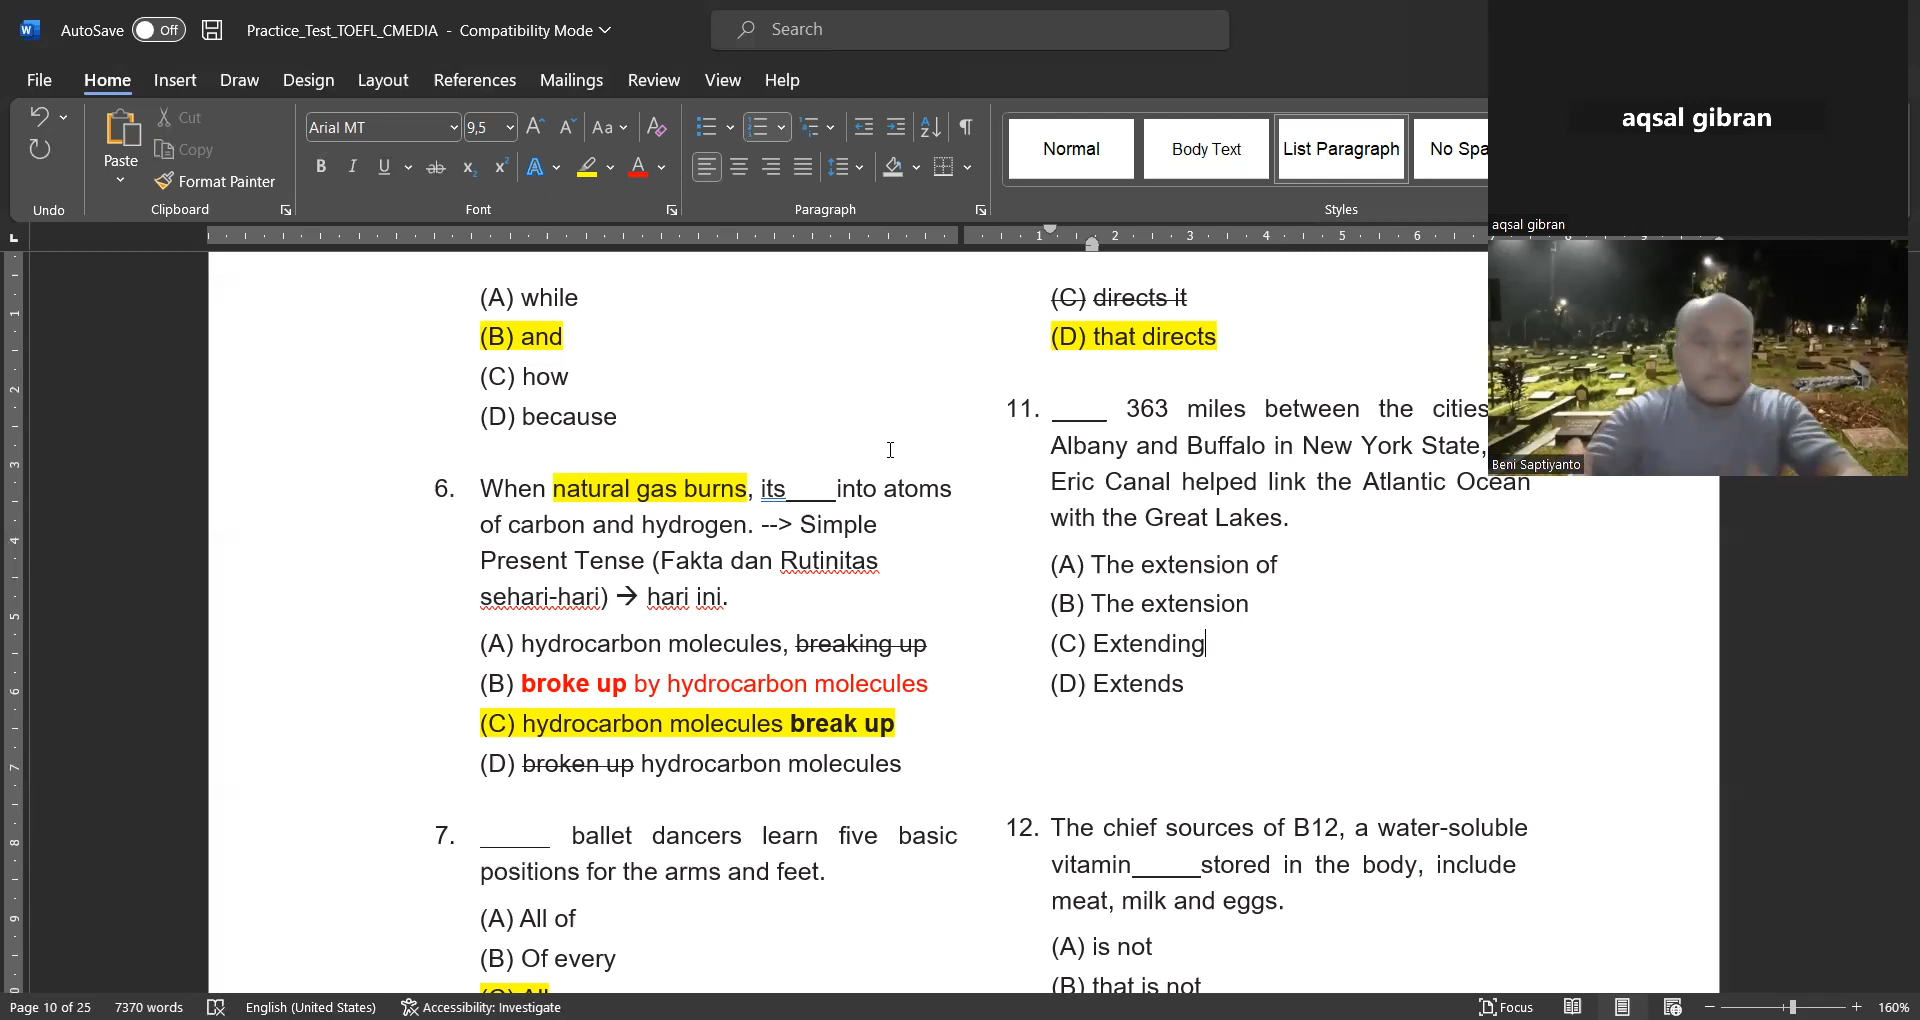 AutoSave Off Practice_Test_TOEFL_CMEDIA - Compatibility Mode Search
File Home Insert Draw Design Layout References Mailings Review View Help
Paste Cut Copy Format Painter
Arial MT 9,5
Normal Body Text List Paragraph No Spa
Undo Clipboard Font Paragraph Styles
aqsal gibran
aqsal gibran
Beni Saptiyanto
(A) while
(B) and
(C) how
(D) because
6. When natural gas burns, its____into atoms
of carbon and hydrogen. --> Simple
Present Tense (Fakta dan Rutinitas
sehari-hari) → hari ini.
(A) hydrocarbon molecules, breaking up
(B) broke up by hydrocarbon molecules
(C) hydrocarbon molecules break up
(D) broken up hydrocarbon molecules
7. _____ ballet dancers learn five basic
positions for the arms and feet.
(A) All of
(B) Of every
(C) All
(C) directs it
(D) that directs
11. ____ 363 miles between the cities
Albany and Buffalo in New York State,
Eric Canal helped link the Atlantic Ocean
with the Great Lakes.
(A) The extension of
(B) The extension
(C) Extending
(D) Extends
12. The chief sources of B12, a water-soluble
vitamin_____stored in the body, include
meat, milk and eggs.
(A) is not
(B) that is not
Page 10 of 25 7370 words English (United States) Accessibility: Investigate Focus 160%